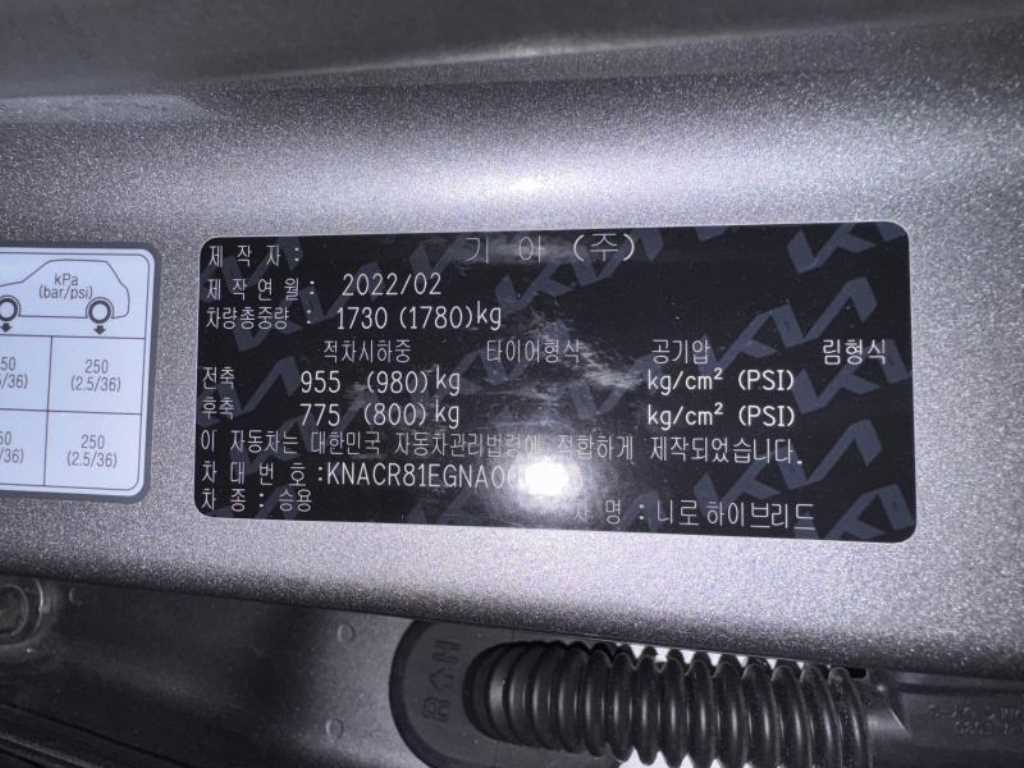 kPa
(bar/psi)
250
(2.5/36)
250
(2.5/36)
제 작 자 : 기 아 (주)
제 작 연 월 : 2022/02
차량총중량 : 1730 (1780)kg
적차시하중 타이어형식 공기압 림형식
전축 955 (980)kg kg/cm² (PSI)
후축 775 (800)kg kg/cm² (PSI)
이 자동차는 대한민국 자동차관리법령에 적합하게 제작되었습니다.
차 대 번 호 :
차 종 : 승용 명 : 니로하이브리드